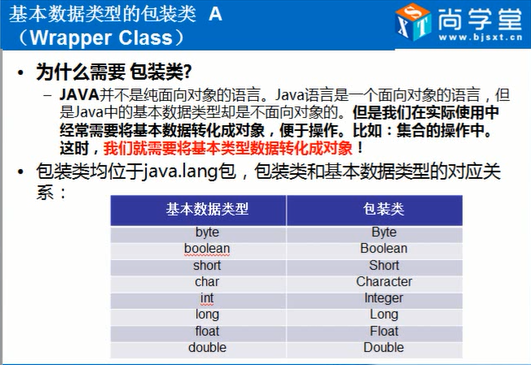 基本数据类型的包装类 A
（Wrapper Class）
SXT
尚学堂
www.bjsxt.com
• 为什么需要 包装类?
– JAVA并不是纯面向对象的语言。Java语言是一个面向对象的语言，但
是Java中的基本数据类型却是不面向对象的。但是我们在实际使用中
经常需要将基本数据转化成对象，便于操作。比如：集合的操作中。
这时，我们就需要将基本类型数据转化成对象！
• 包装类均位于java.lang包，包装类和基本数据类型的对应关
系：
基本数据类型 包装类
byte Byte
boolean Boolean
short Short
char Character
int Integer
long Long
float Float
double Double